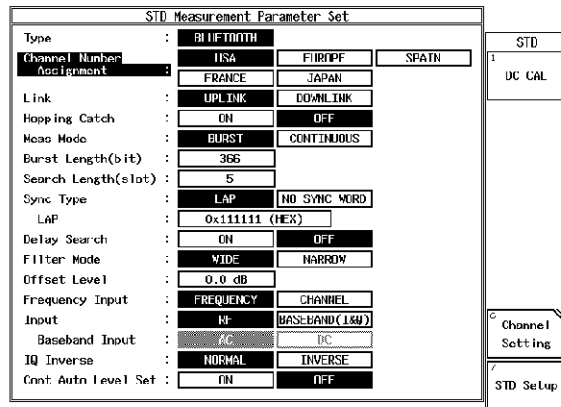 STD Measurement Parameter Set
Type : BLUETOOTH
Channel Number Assignment : USA EUROPE SPAIN
FRANCE JAPAN
Link : UPLINK DOWNLINK
Hopping Catch : ON OFF
Meas Mode : BURST CONTINUOUS
Burst Length(bit) : 366
Search Length(slot) : 5
Sync Type : LAP NO SYNC WORD
LAP : 0x111111 (HEX)
Delay Search : ON OFF
Filter Mode : WIDE NARROW
Offset Level : 0.0 dB
Frequency Input : FREQUENCY CHANNEL
Input : RF BASEBAND(I&Q)
Baseband Input : AC DC
IQ Inverse : NORMAL INVERSE
Cont Auto Level Set : ON OFF
STD
1
DC CAL
6
Channel
Setting
7
STD Setup